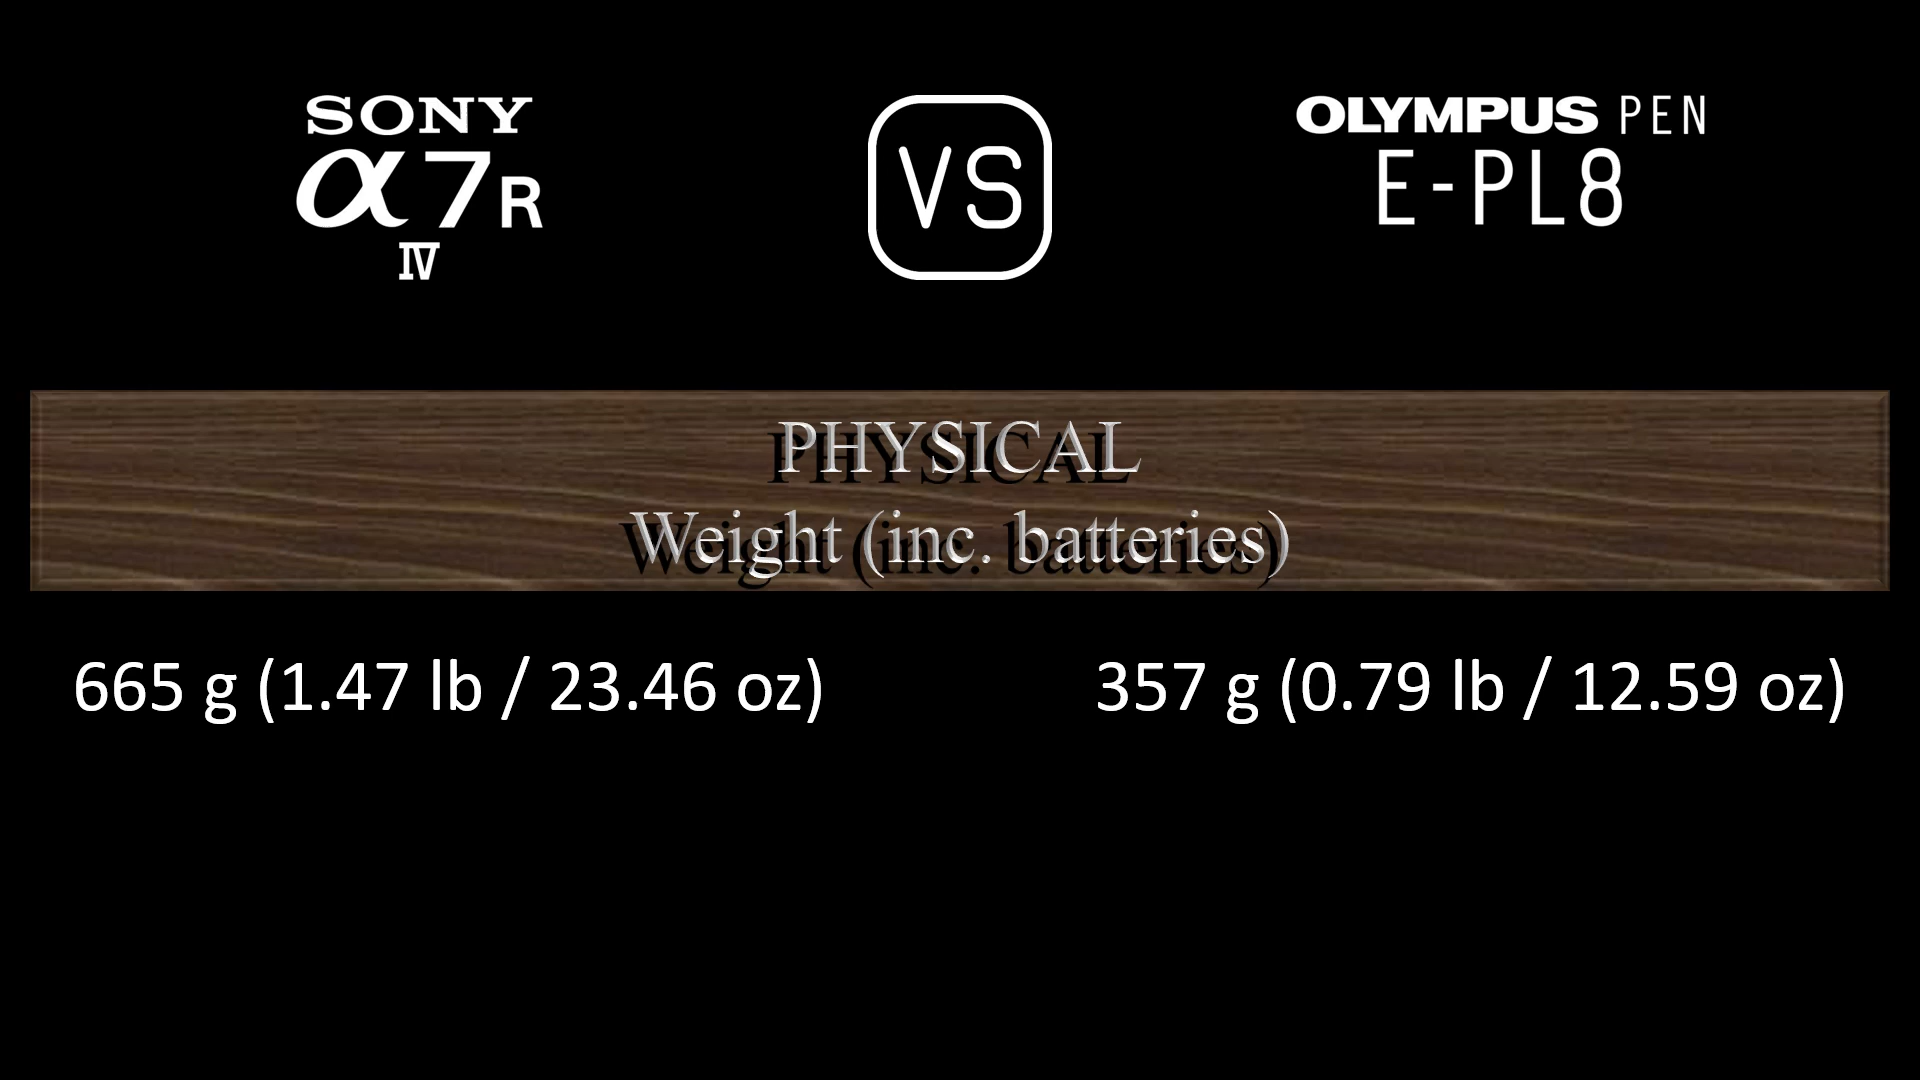 SONY
α7R
IV
VS
OLYMPUS PEN
E-PL8
PHYSICAL
Weight (inc. batteries)
665 g (1.47 lb / 23.46 oz)
357 g (0.79 lb / 12.59 oz)